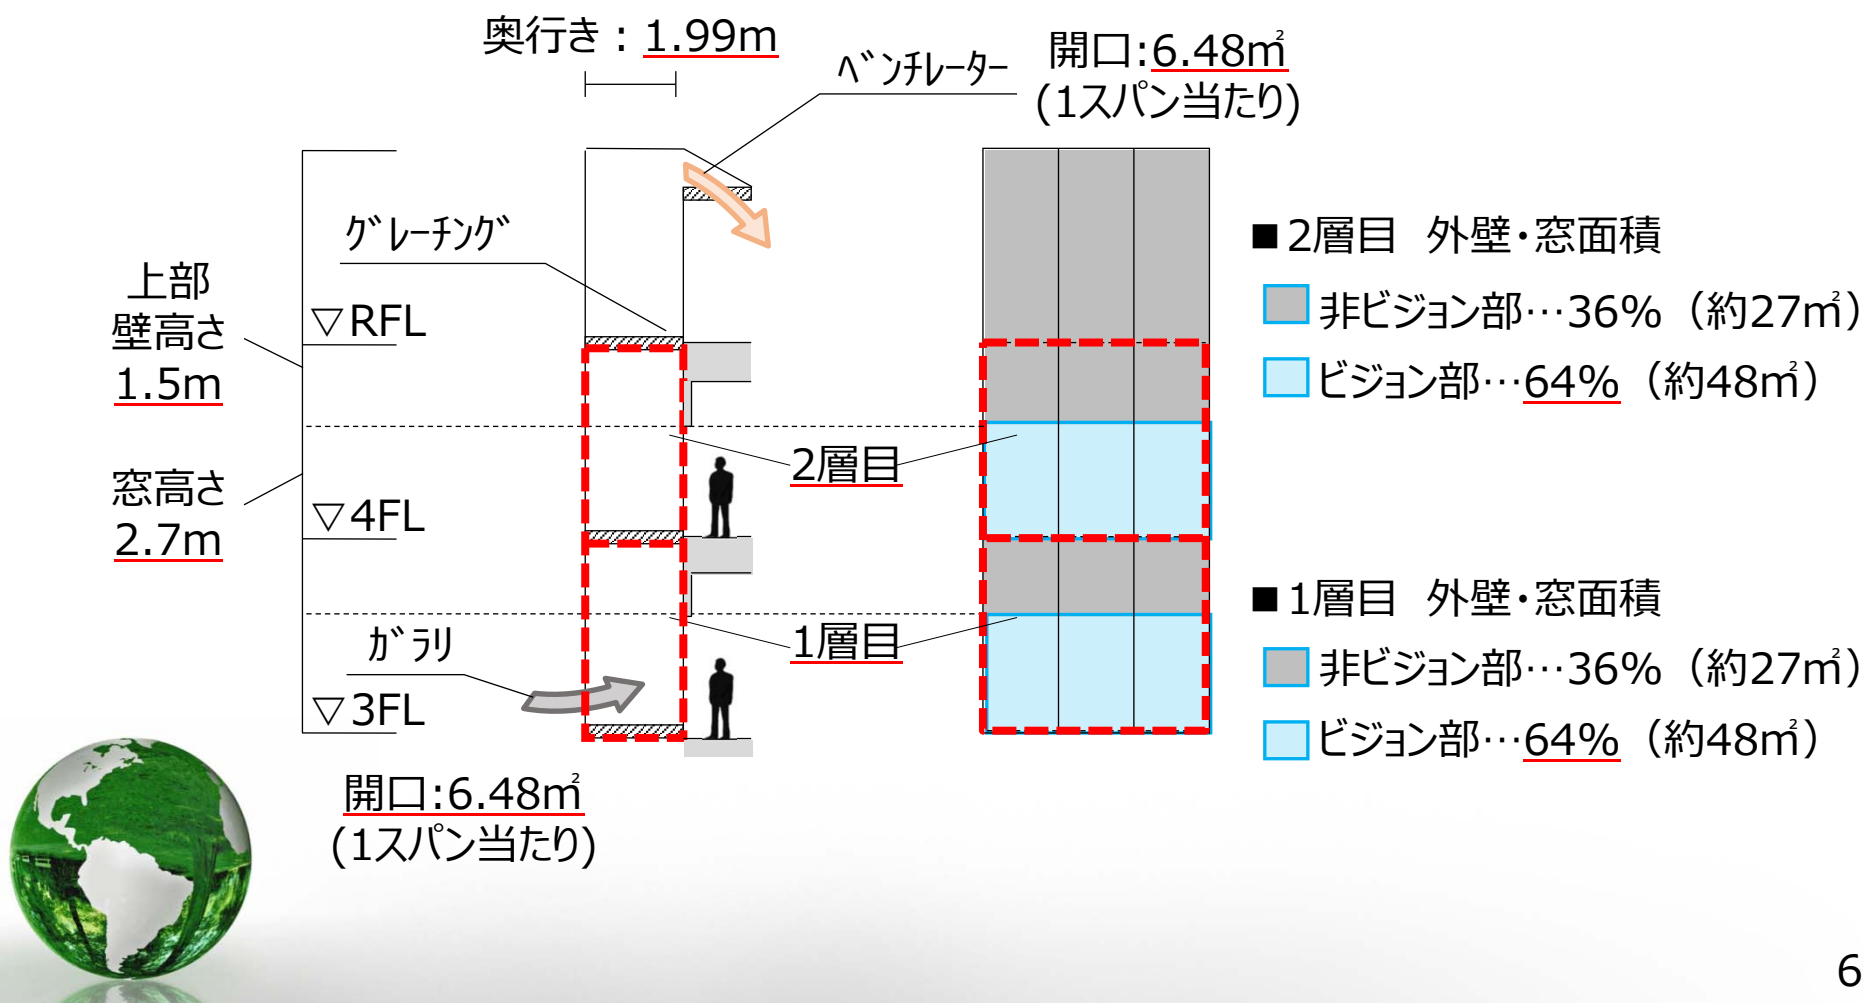 奥行き：1.99m
ﾍﾞﾝﾁﾚｰﾀｰ
開口:6.48㎡
(1スパン当たり)
ｸﾞﾚｰﾁﾝｸﾞ
上部
壁高さ
1.5m
▽RFL
2層目
窓高さ
2.7m
▽4FL
1層目
ｶﾞﾗﾘ
▽3FL
開口:6.48㎡
(1スパン当たり)
■2層目　外壁・窓面積
非ビジョン部…36%（約27㎡）
ビジョン部…64%（約48㎡）
■1層目　外壁・窓面積
非ビジョン部…36%（約27㎡）
ビジョン部…64%（約48㎡）
6